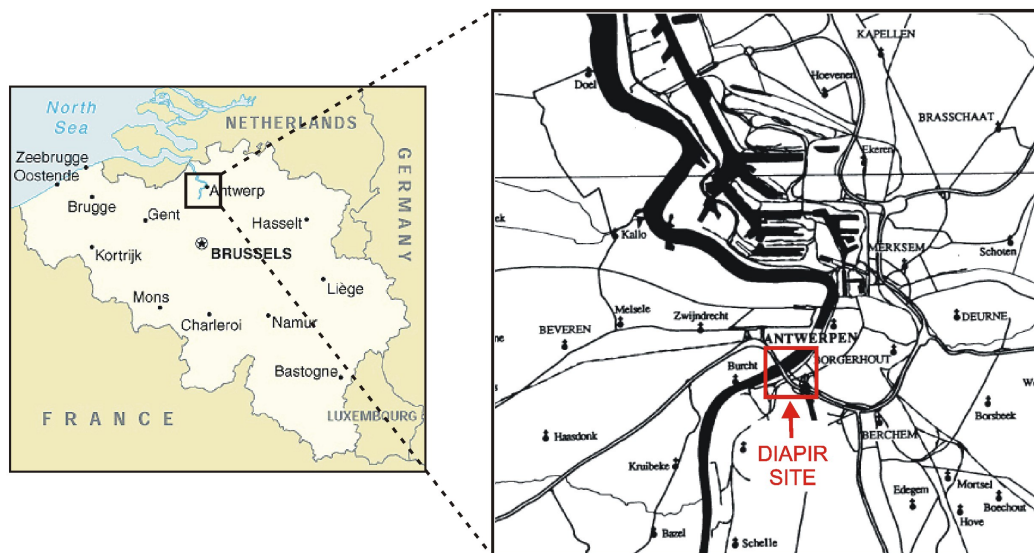 North
Sea
NETHERLANDS
GERMANY
Zeebrugge
Oostende
Antwerp
Brugge
Gent
Hasselt
Kortrijk
BRUSSELS
Liège
Mons
Charleroi
Namur
Bastogne
FRANCE
LUXEMBOURG
KAPELLEN
Doel
Hoevenen
BRASSCHAAT
Ekeren
Kallo
MERKSEM
Schoten
Melsele
Zwijndrecht
DEURNE
BEVEREN
ANTWERPEN
BORGERHOUT
Burcht
Borsbeek
Haasdonk
BERCHEM
DIAPIR
SITE
Kruibeke
Mortsel
Edegem
Boechout
Hove
Bazel
Schelle